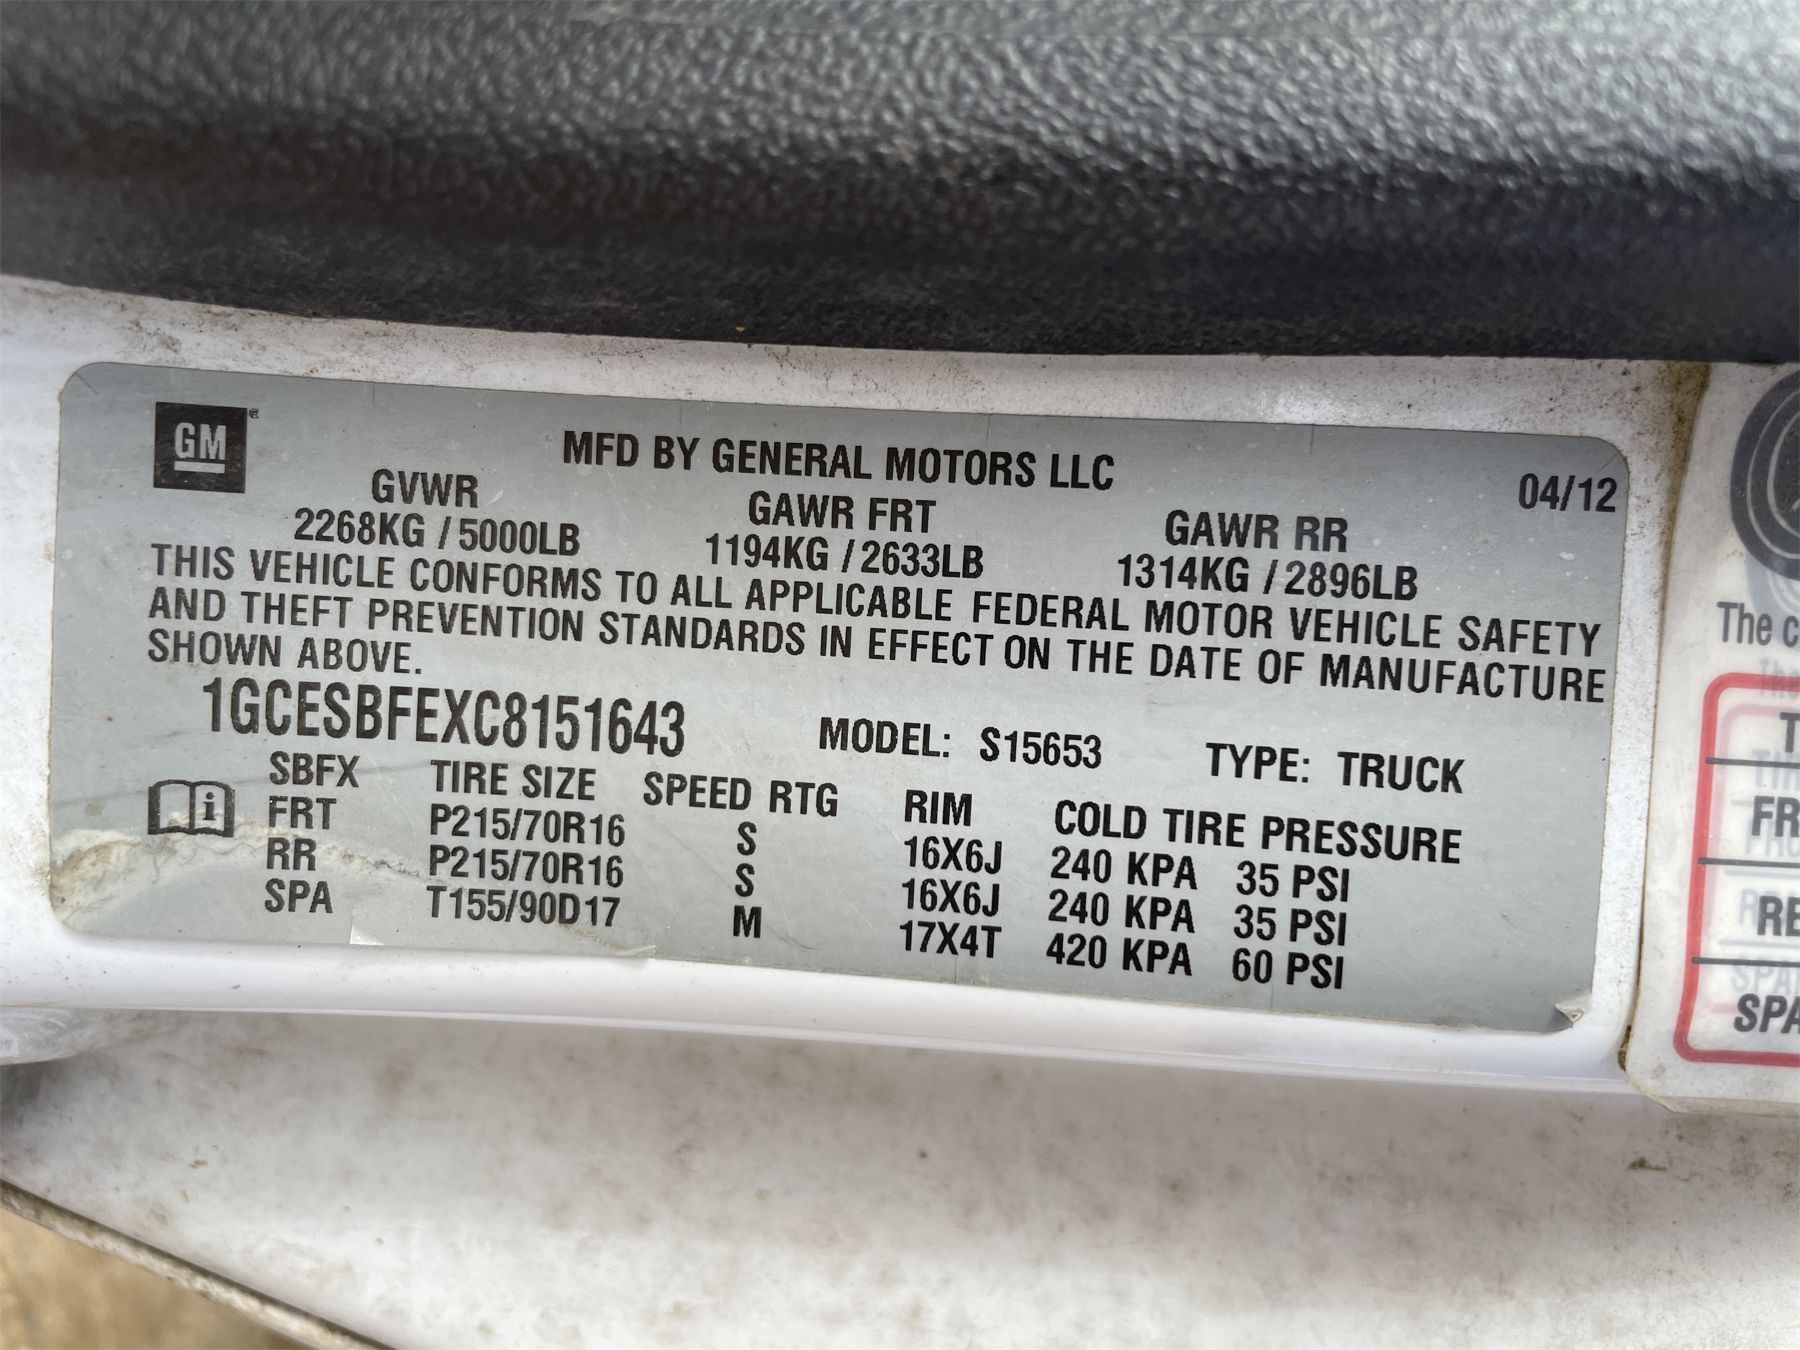 GM
MFD BY GENERAL MOTORS LLC
04/12
GVWR GAWR FRT GAWR RR
2268KG / 5000LB 1194KG / 2633LB 1314KG / 2896LB
THIS VEHICLE CONFORMS TO ALL APPLICABLE FEDERAL MOTOR VEHICLE SAFETY
AND THEFT PREVENTION STANDARDS IN EFFECT ON THE DATE OF MANUFACTURE
SHOWN ABOVE.
1GCESBFEXC8151643 MODEL: S15653 TYPE: TRUCK
SBFX TIRE SIZE SPEED RTG RIM COLD TIRE PRESSURE
FRT P215/70R16 S 16X6J 240 KPA 35 PSI
RR P215/70R16 S 16X6J 240 KPA 35 PSI
SPA T155/90D17 M 17X4T 420 KPA 60 PSI
The c
T
FR
RE
SPA